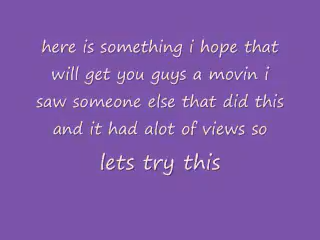 here is something i hope that
will get you guys a movin i
saw someone else that did this
and it had alot of views so
lets try this